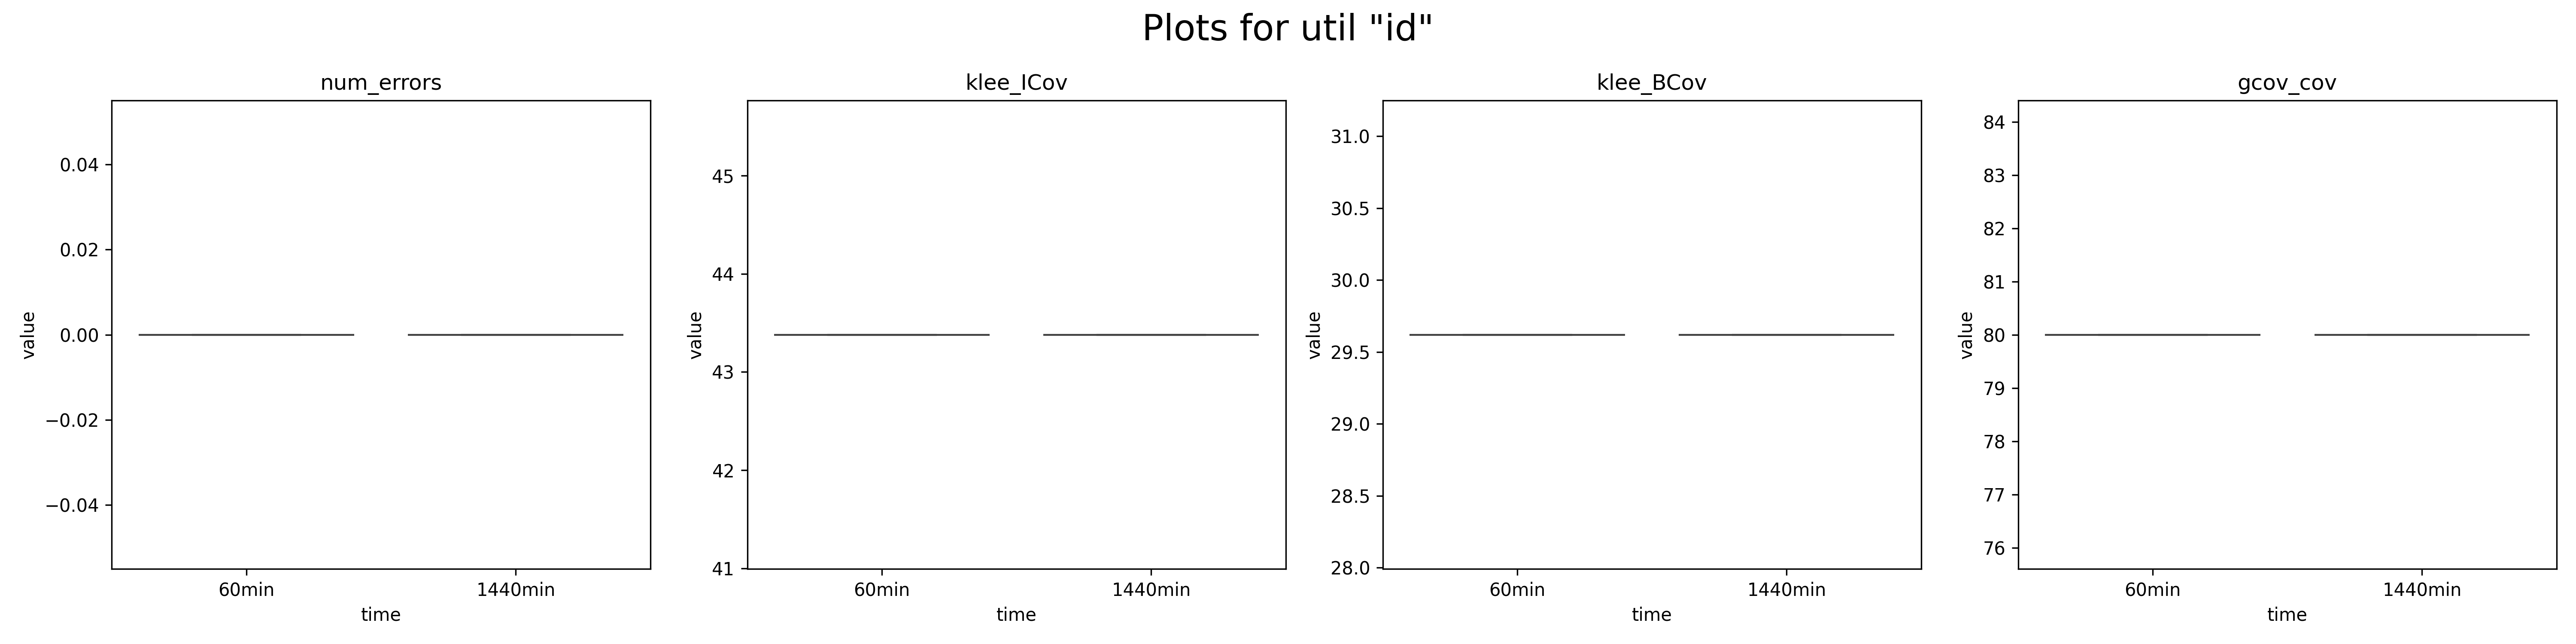 Plots for util "id"
num_errors
klee_ICov
klee_BCov
gcov_cov
value
0.04
0.02
0.00
−0.02
−0.04
60min
1440min
time
value
45
44
43
42
41
60min
1440min
time
value
31.0
30.5
30.0
29.5
29.0
28.5
28.0
60min
1440min
time
value
84
83
82
81
80
79
78
77
76
60min
1440min
time